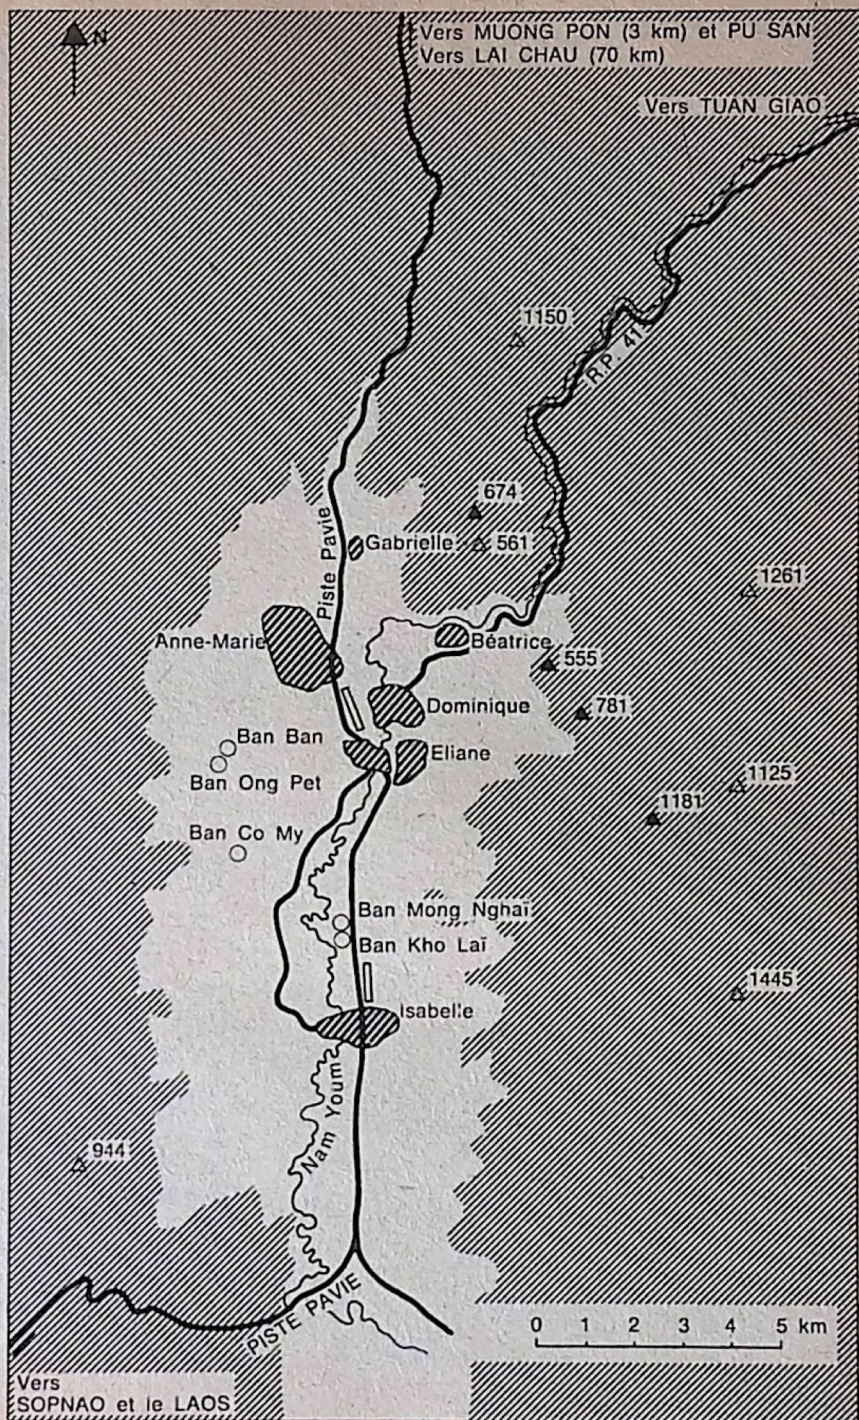 N
Vers MUONG PON (3 km) et PU SAN
Vers LAI CHAU (70 km)
Vers TUAN GIAO
1150
R.P. 41
674
Piste Pavie
Gabrielle
561
1261
Anne-Marie
Béatrice
555
Dominique
781
Ban Ban
Eliane
Ban Ong Pet
1125
1181
Ban Co My
Ban Mong Nghaï
Ban Kho Laï
1445
Isabelle
Nam Youm
944
PISTE PAVIE
0 1 2 3 4 5 km
Vers
SOPNAO et le LAOS